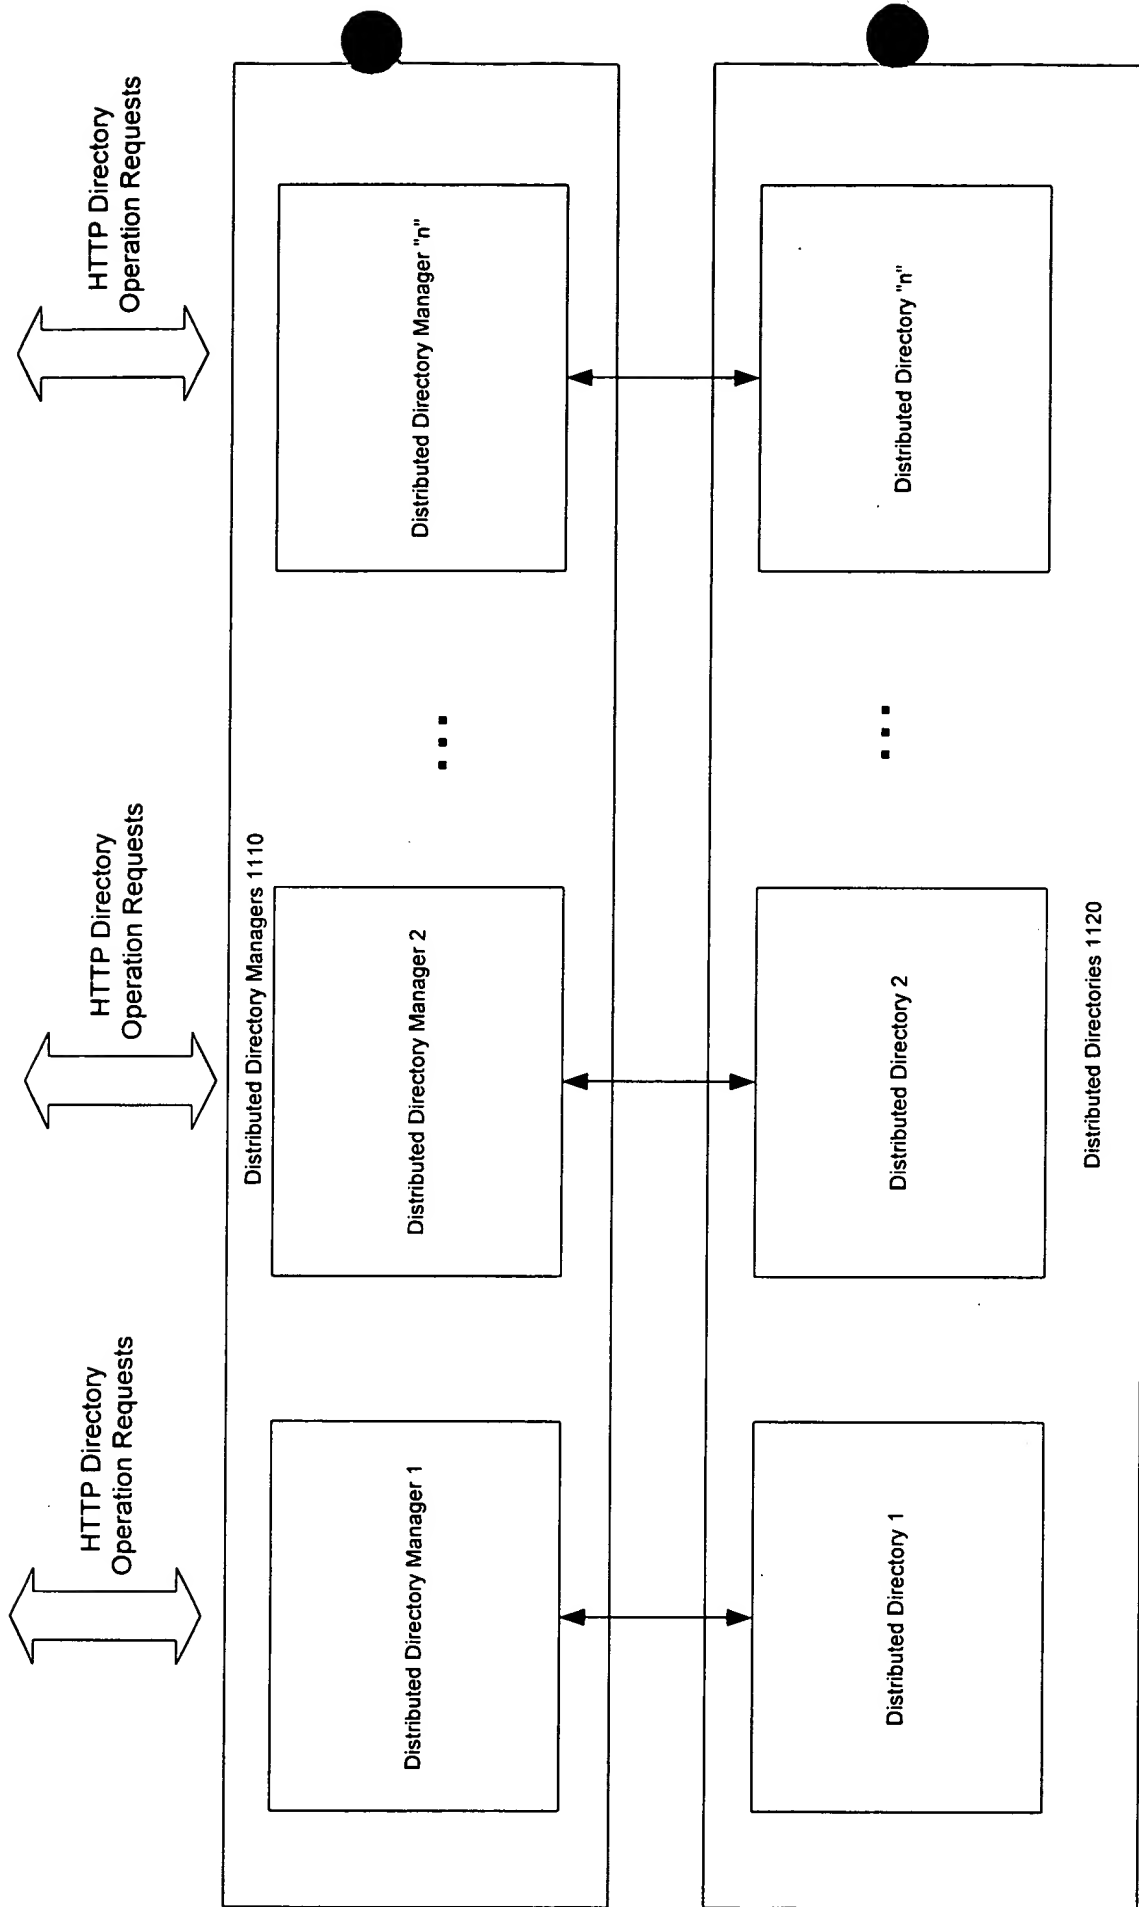 HTTP Directory
Operation Requests
HTTP Directory
Operation Requests
HTTP Directory
Operation Requests
Distributed Directory Managers 1110
Distributed Directory Manager 1
Distributed Directory Manager 2
...
Distributed Directory Manager "n"
Distributed Directory 1
Distributed Directory 2
...
Distributed Directory "n"
Distributed Directories 1120